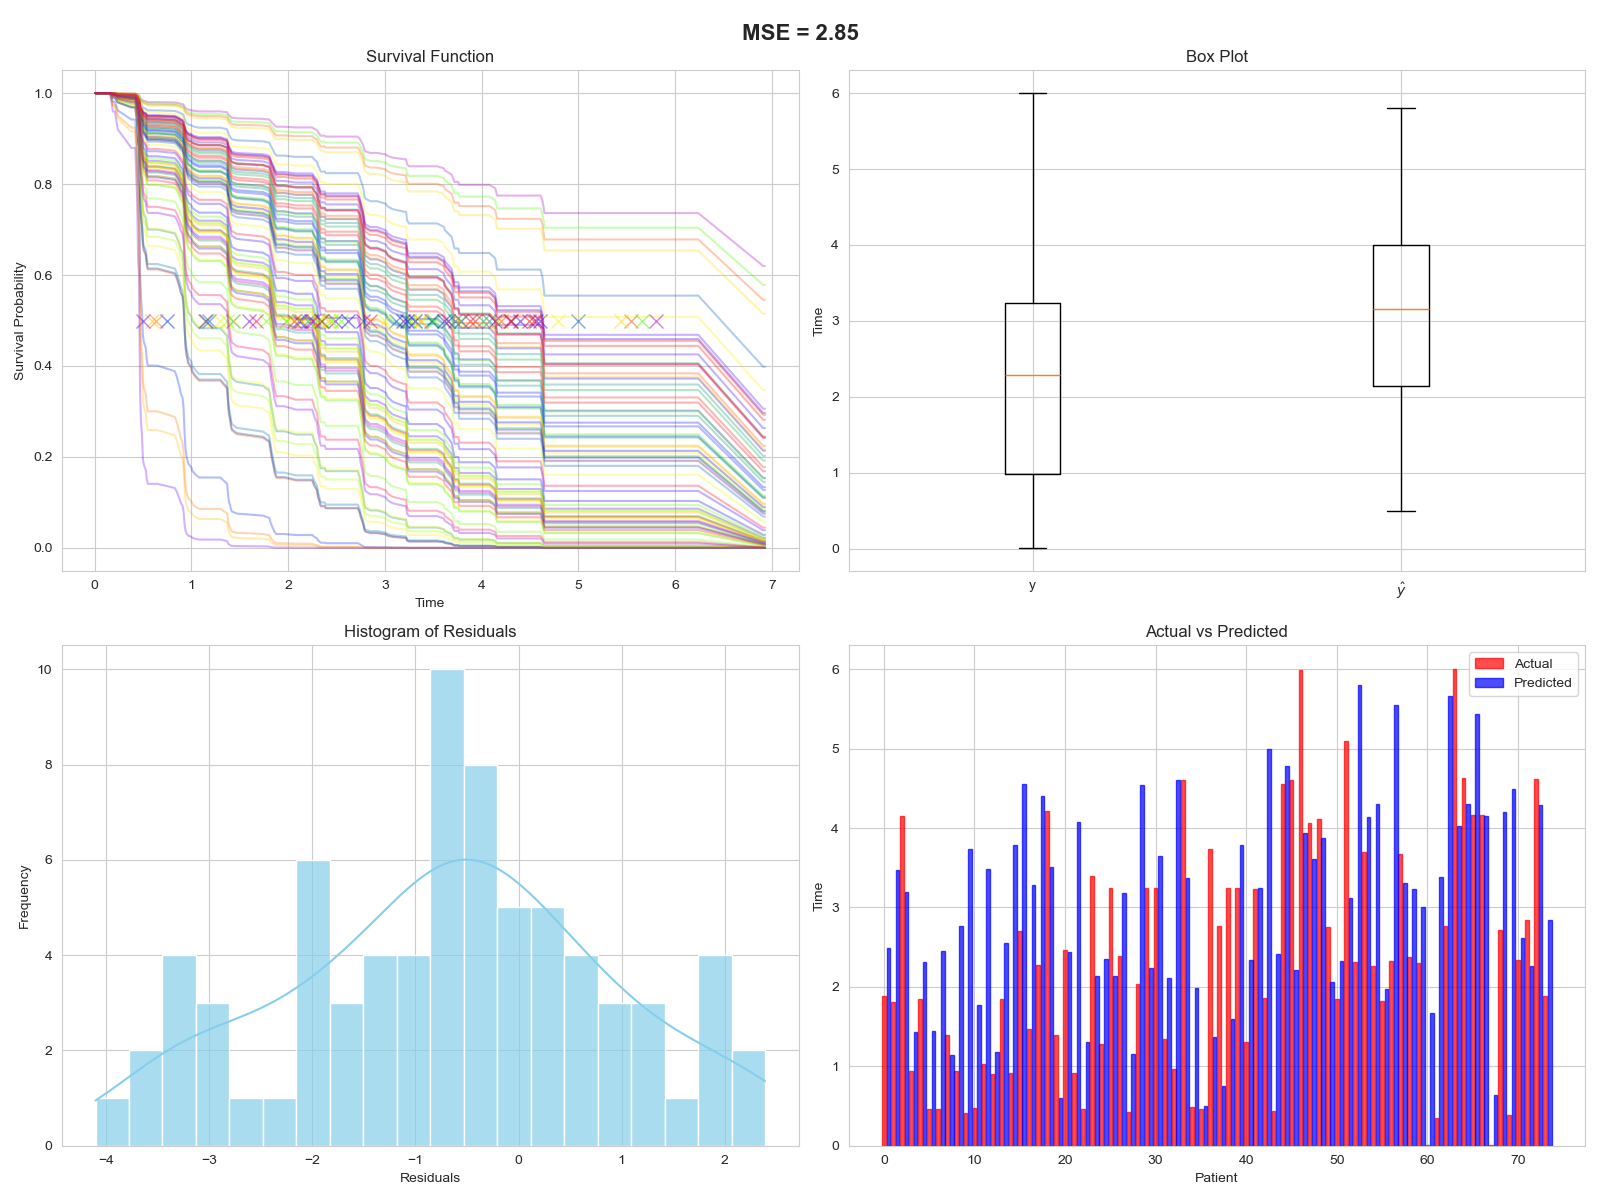 MSE = 2.85
Survival Function
Survival Probability
1.0
0.8
0.6
0.4
0.2
0.0
0 1 2 3 4 5 6 7
Time
Box Plot
Time
6
5
4
3
2
1
0
y ŷ
Histogram of Residuals
Frequency
10
8
6
4
2
0
−4 −3 −2 −1 0 1 2
Residuals
Actual vs Predicted
Actual
Predicted
Time
6
5
4
3
2
1
0
0 10 20 30 40 50 60 70
Patient